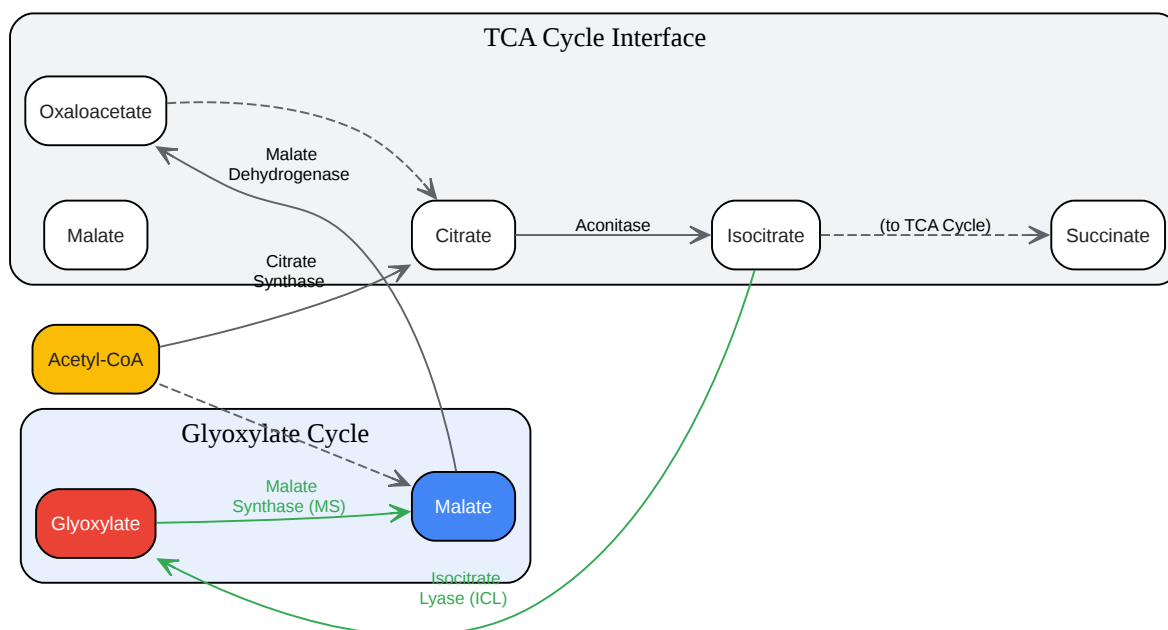 TCA Cycle Interface
Oxaloacetate
Malate
Dehydrogenase
Malate
Citrate
Aconitase
Isocitrate
(to TCA Cycle)
Succinate
Citrate
Synthase
Acetyl-CoA
Glyoxylate Cycle
Glyoxylate
Malate
Synthase (MS)
Malate
Isocitrate
Lyase (ICL)